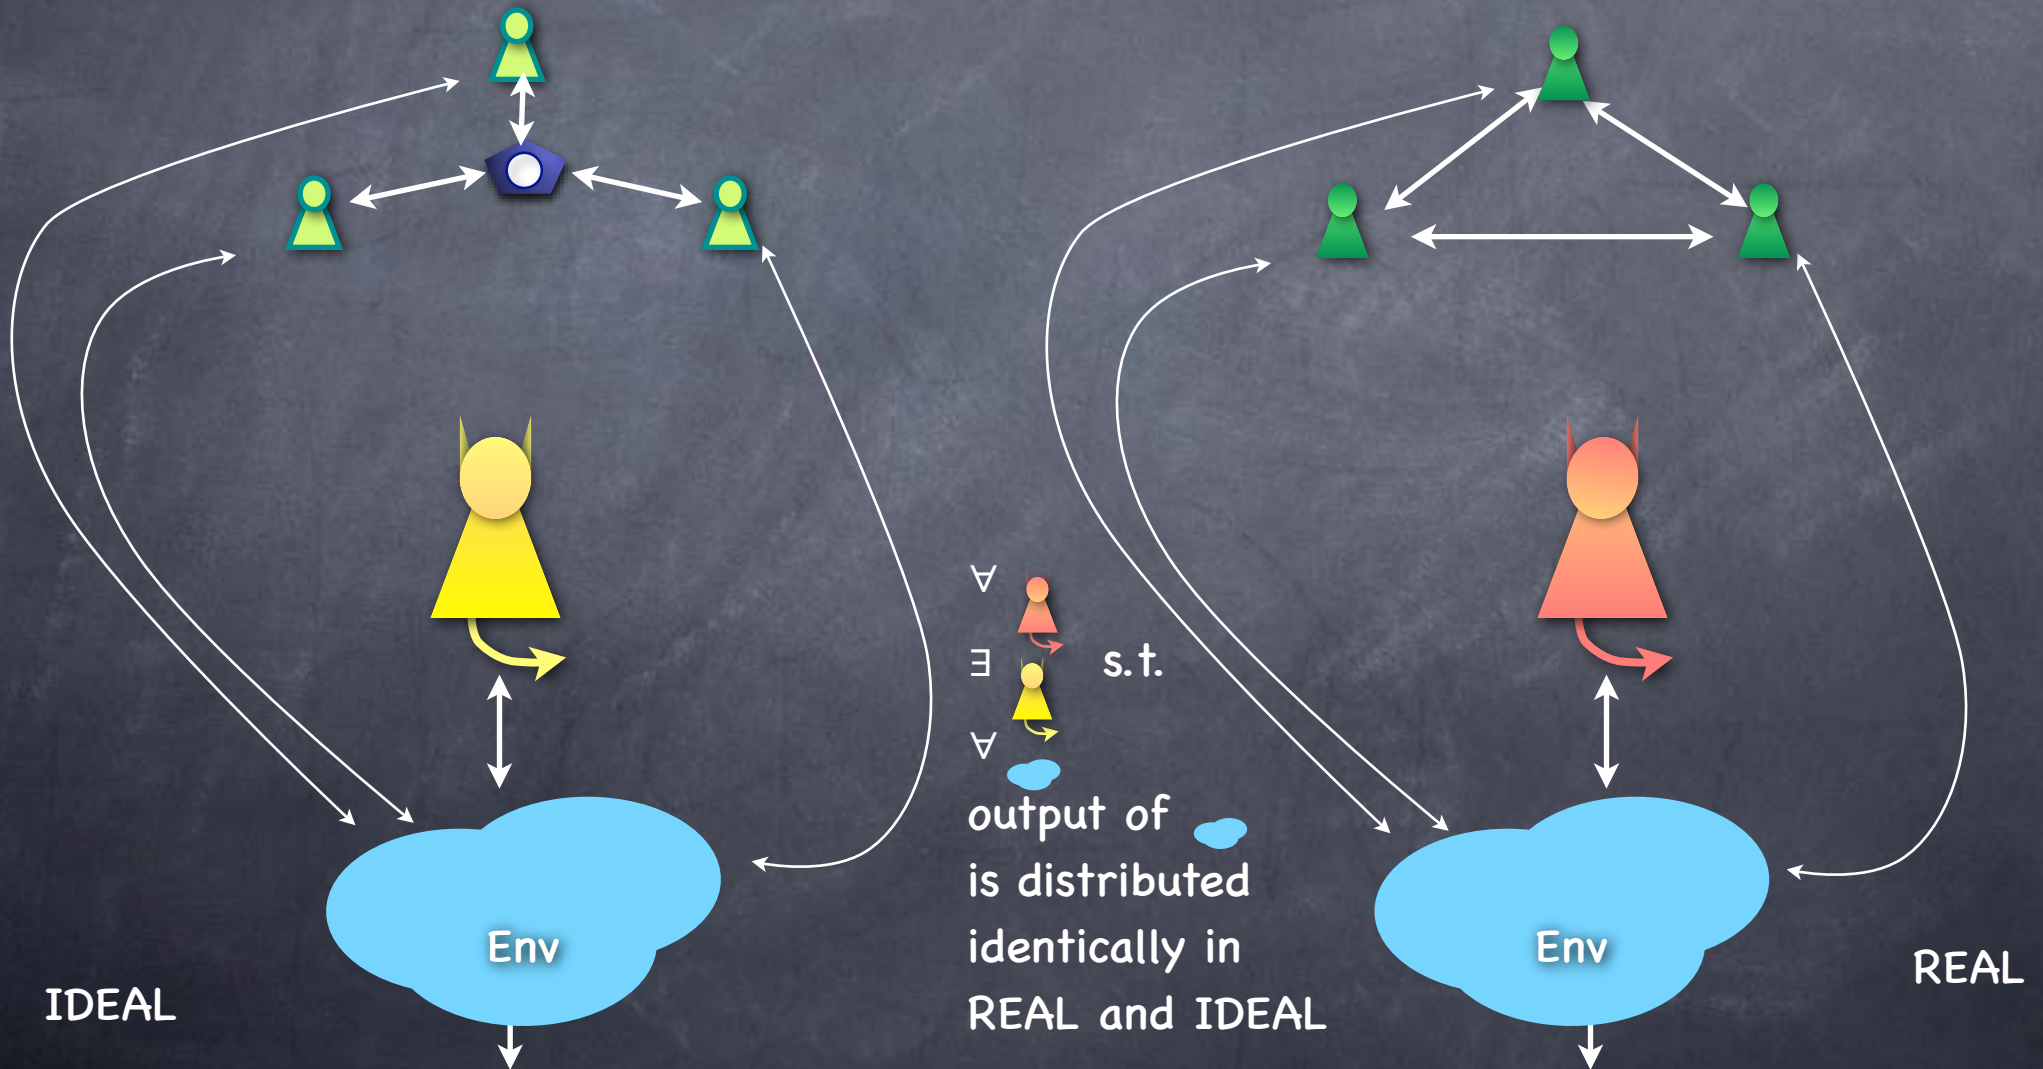 ∀
∃ s.t.
∀
output of
is distributed
identically in
REAL and IDEAL
Env
Env
IDEAL
REAL